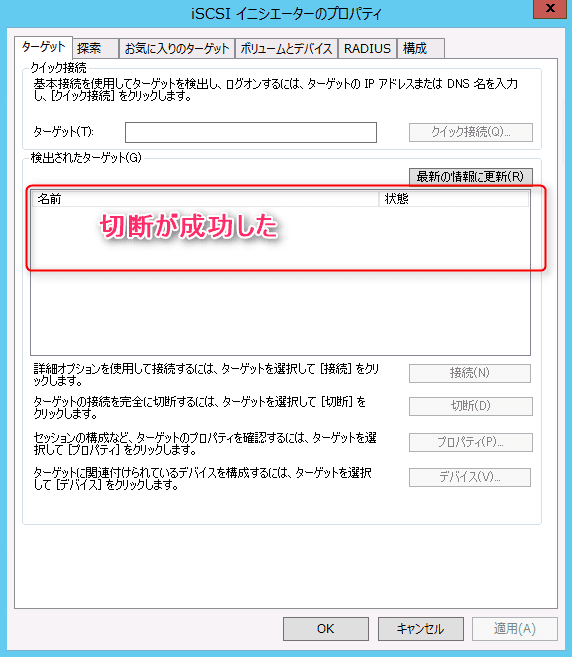 iSCSI イニシエーターのプロパティ
x
ターゲット 探索 お気に入りのターゲット ボリュームとデバイス RADIUS 構成
クイック接続
基本接続を使用してターゲットを検出し、ログオンするには、ターゲットの IP アドレスまたは DNS 名を入力
し、[クイック接続] をクリックします。
ターゲット(T):
クイック接続(Q)...
検出されたターゲット(G)
最新の情報に更新(R)
名前 状態
切断が成功した
詳細オプションを使用して接続するには、ターゲットを選択して [接続] をクリ
ックします。
接続(N)
ターゲットの接続を完全に切断するには、ターゲットを選択して [切断] を
クリックします。
切断(D)
セッションの構成など、ターゲットのプロパティを確認するには、ターゲットを選
択して [プロパティ] をクリックします。
プロパティ(P)...
ターゲットに関連付けられているデバイスを構成するには、ターゲットを選択
して [デバイス] をクリックします。
デバイス(V)...
OK キャンセル 適用(A)